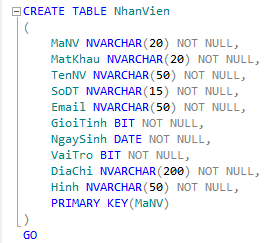 CREATE TABLE NhanVien
(
MaNV NVARCHAR(20) NOT NULL,
MatKhau NVARCHAR(20) NOT NULL,
TenNV NVARCHAR(50) NOT NULL,
SoDT NVARCHAR(15) NOT NULL,
Email NVARCHAR(50) NOT NULL,
GioiTinh BIT NOT NULL,
NgaySinh DATE NOT NULL,
VaiTro BIT NOT NULL,
DiaChi NVARCHAR(200) NOT NULL,
Hinh NVARCHAR(50) NOT NULL,
PRIMARY KEY(MaNV)
)
GO